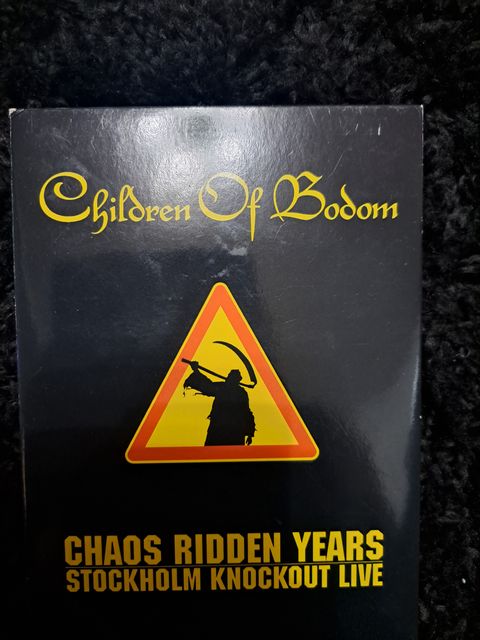 Children Of Bodom
CHAOS RIDDEN YEARS
STOCKHOLM KNOCKOUT LIVE